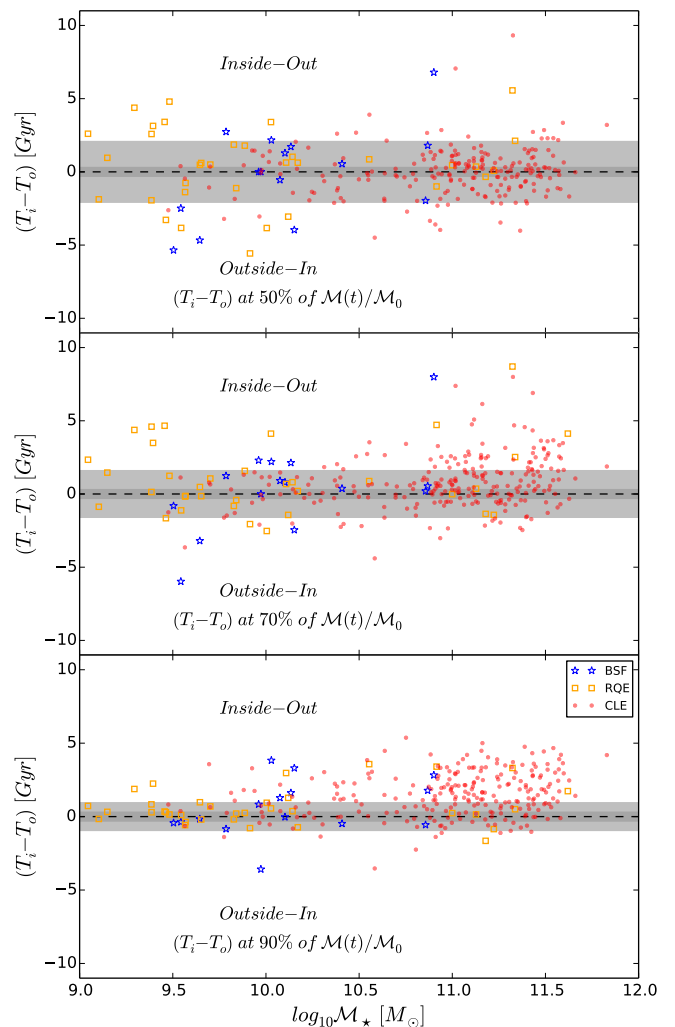 10
Inside−Out
5
0
(T_i−T_o) [Gyr]
−5
Outside−In
(T_i−T_o) at 50% of M(t)/M_0
−10
10
Inside−Out
5
0
(T_i−T_o) [Gyr]
−5
Outside−In
(T_i−T_o) at 70% of M(t)/M_0
−10
10
BSF
RQE
CLE
Inside−Out
5
0
(T_i−T_o) [Gyr]
−5
Outside−In
(T_i−T_o) at 90% of M(t)/M_0
−10
9.0 9.5 10.0 10.5 11.0 11.5 12.0
log_10 M_⋆ [M_⊙]